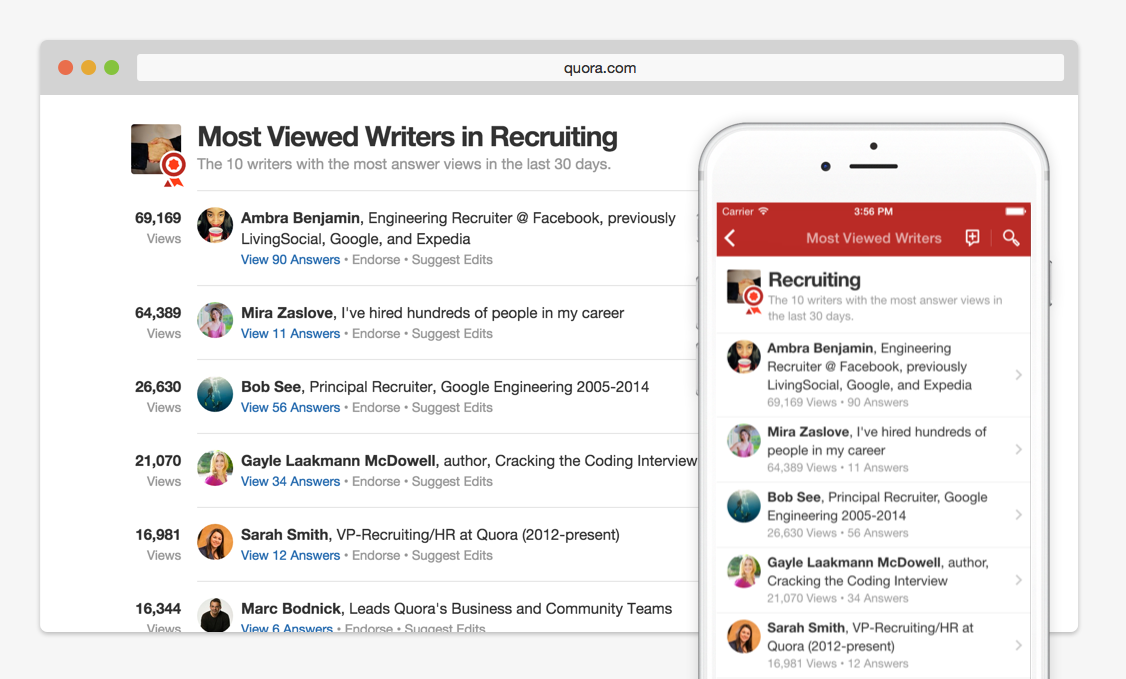 quora.com
Most Viewed Writers in Recruiting
The 10 writers with the most answer views in the last 30 days.
69,169
Views
Ambra Benjamin, Engineering Recruiter @ Facebook, previously
LivingSocial, Google, and Expedia
View 90 Answers • Endorse • Suggest Edits
64,389
Views
Mira Zaslove, I've hired hundreds of people in my career
View 11 Answers • Endorse • Suggest Edits
26,630
Views
Bob See, Principal Recruiter, Google Engineering 2005-2014
View 56 Answers • Endorse • Suggest Edits
21,070
Views
Gayle Laakmann McDowell, author, Cracking the Coding Interview
View 34 Answers • Endorse • Suggest Edits
16,981
Views
Sarah Smith, VP-Recruiting/HR at Quora (2012-present)
View 12 Answers • Endorse • Suggest Edits
16,344
Views
Marc Bodnick, Leads Quora's Business and Community Teams
View 6 Answers • Endorse • Suggest Edits
Carrier
3:56 PM
Most Viewed Writers
Recruiting
The 10 writers with the most answer views in
the last 30 days.
Ambra Benjamin, Engineering
Recruiter @ Facebook, previously
LivingSocial, Google, and Expedia
69,169 Views • 90 Answers
Mira Zaslove, I've hired hundreds of
people in my career
64,389 Views • 11 Answers
Bob See, Principal Recruiter, Google
Engineering 2005-2014
26,630 Views • 56 Answers
Gayle Laakmann McDowell, author,
Cracking the Coding Interview
21,070 Views • 34 Answers
Sarah Smith, VP-Recruiting/HR at
Quora (2012-present)
16,981 Views • 12 Answers